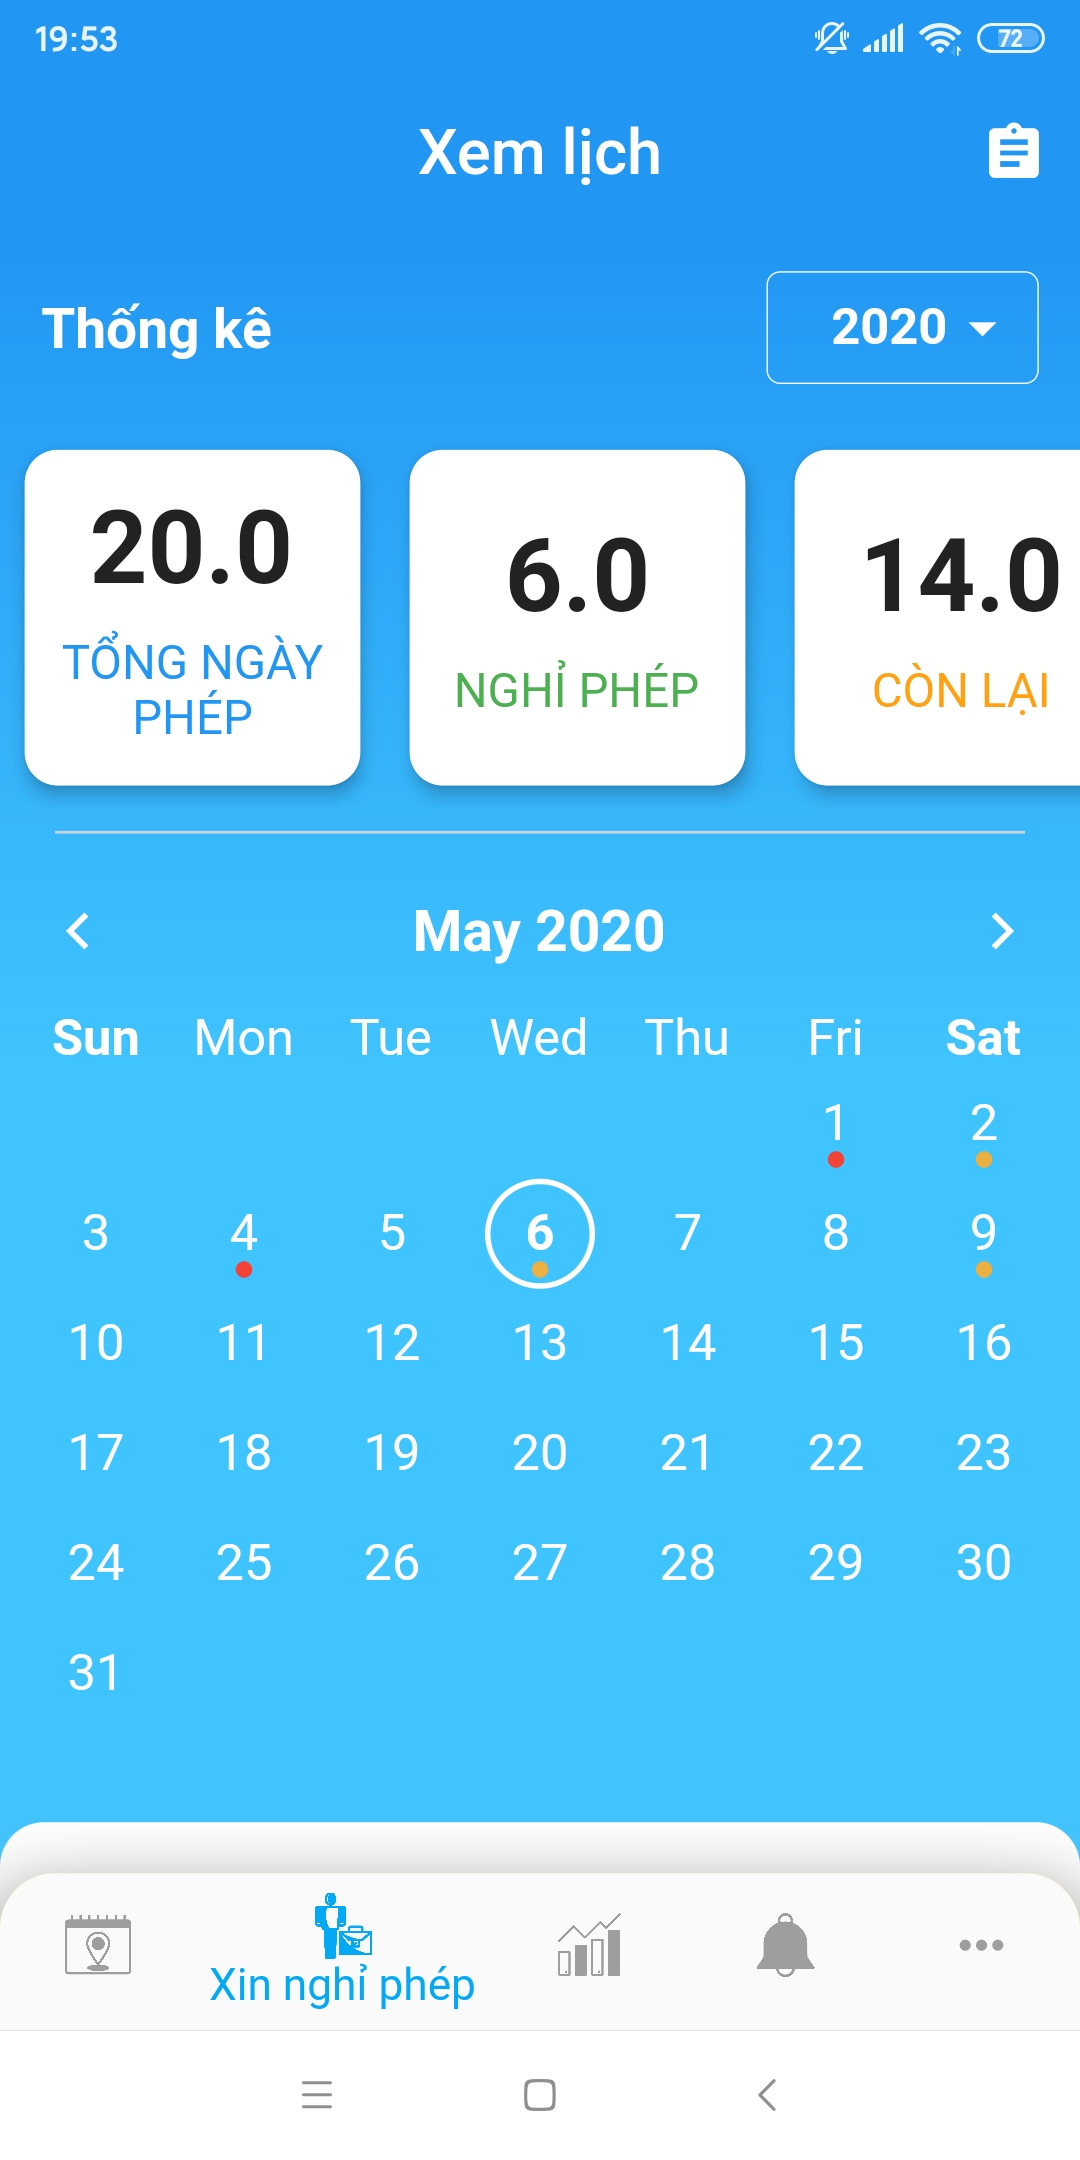 19:53
72
Xem lịch
Thống kê
2020
20.0
TỔNG NGÀY
PHÉP
6.0
NGHỈ PHÉP
14.0
CÒN LẠI
May 2020
Sun Mon Tue Wed Thu Fri Sat
1 2
3 4 5 6 7 8 9
10 11 12 13 14 15 16
17 18 19 20 21 22 23
24 25 26 27 28 29 30
31
Xin nghỉ phép